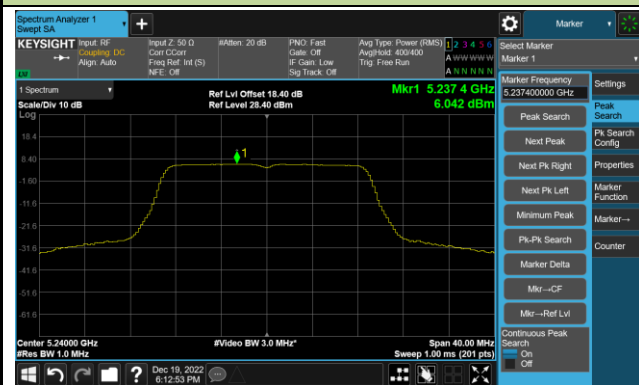 Spectrum Analyzer 1
Swept SA
Marker
KEYSIGHT Input: RF Input Z: 50 Ω #Atten: 20 dB PNO: Fast Avg Type: Power (RMS) 1 2 3 4 5 6
Coupling: DC Corr CCorr Gate: Off Avg|Hold: 400/400 A W W W W W
Align: Auto Freq Ref: Int (S) IF Gain: Low Trig: Free Run
NFE: Off Sig Track: Off A N N N N N
Select Marker
Marker 1
1 Spectrum
Scale/Div 10 dB
Ref Lvl Offset 18.40 dB
Ref Level 28.40 dBm
Mkr1 5.237 4 GHz
6.042 dBm
Log
18.4
8.40
-1.60
-11.6
-21.6
-31.6
-41.6
-51.6
-61.6
1
Center 5.24000 GHz #Video BW 3.0 MHz* Span 40.00 MHz
#Res BW 1.0 MHz Sweep 1.00 ms (201 pts)
Marker Frequency
5.237400000 GHz
Peak Search
Next Peak
Next Pk Right
Next Pk Left
Minimum Peak
Pk-Pk Search
Marker Delta
Mkr→CF
Mkr→Ref Lvl
Continuous Peak
Search
On
Off
Settings
Peak
Search
Pk Search
Config
Properties
Marker
Function
Marker→
Counter
Dec 19, 2022
6:12:53 PM